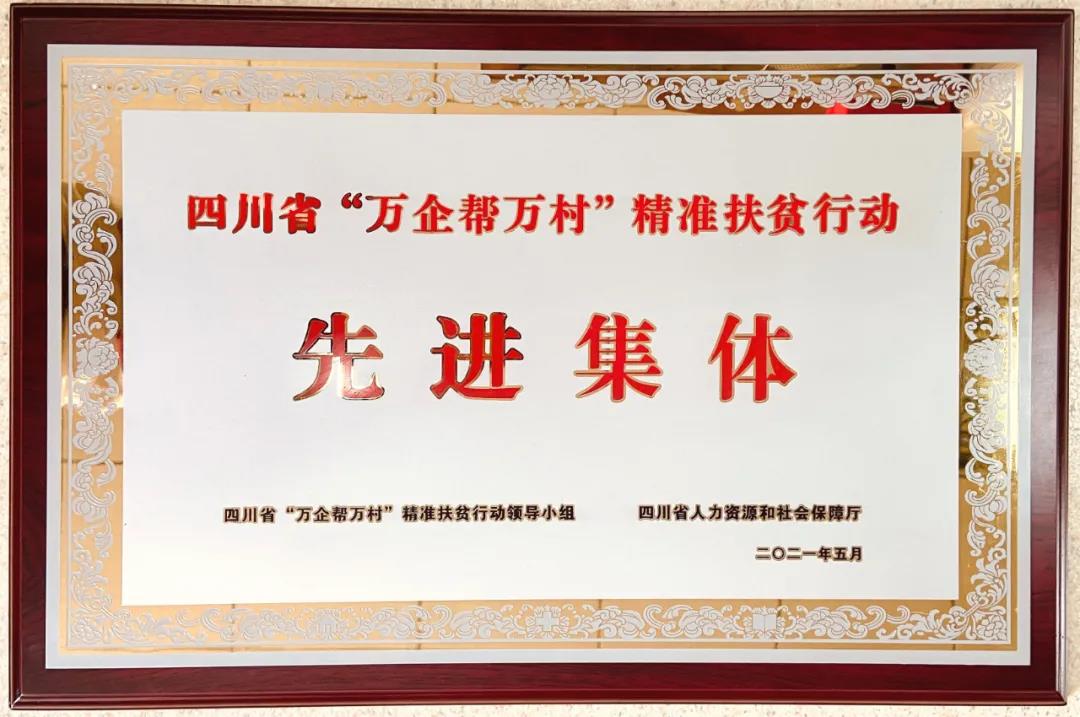 四川省“万企帮万村”精准扶贫行动
先进集体
四川省“万企帮万村”精准扶贫行动领导小组 四川省人力资源和社会保障厅
二〇二一年五月